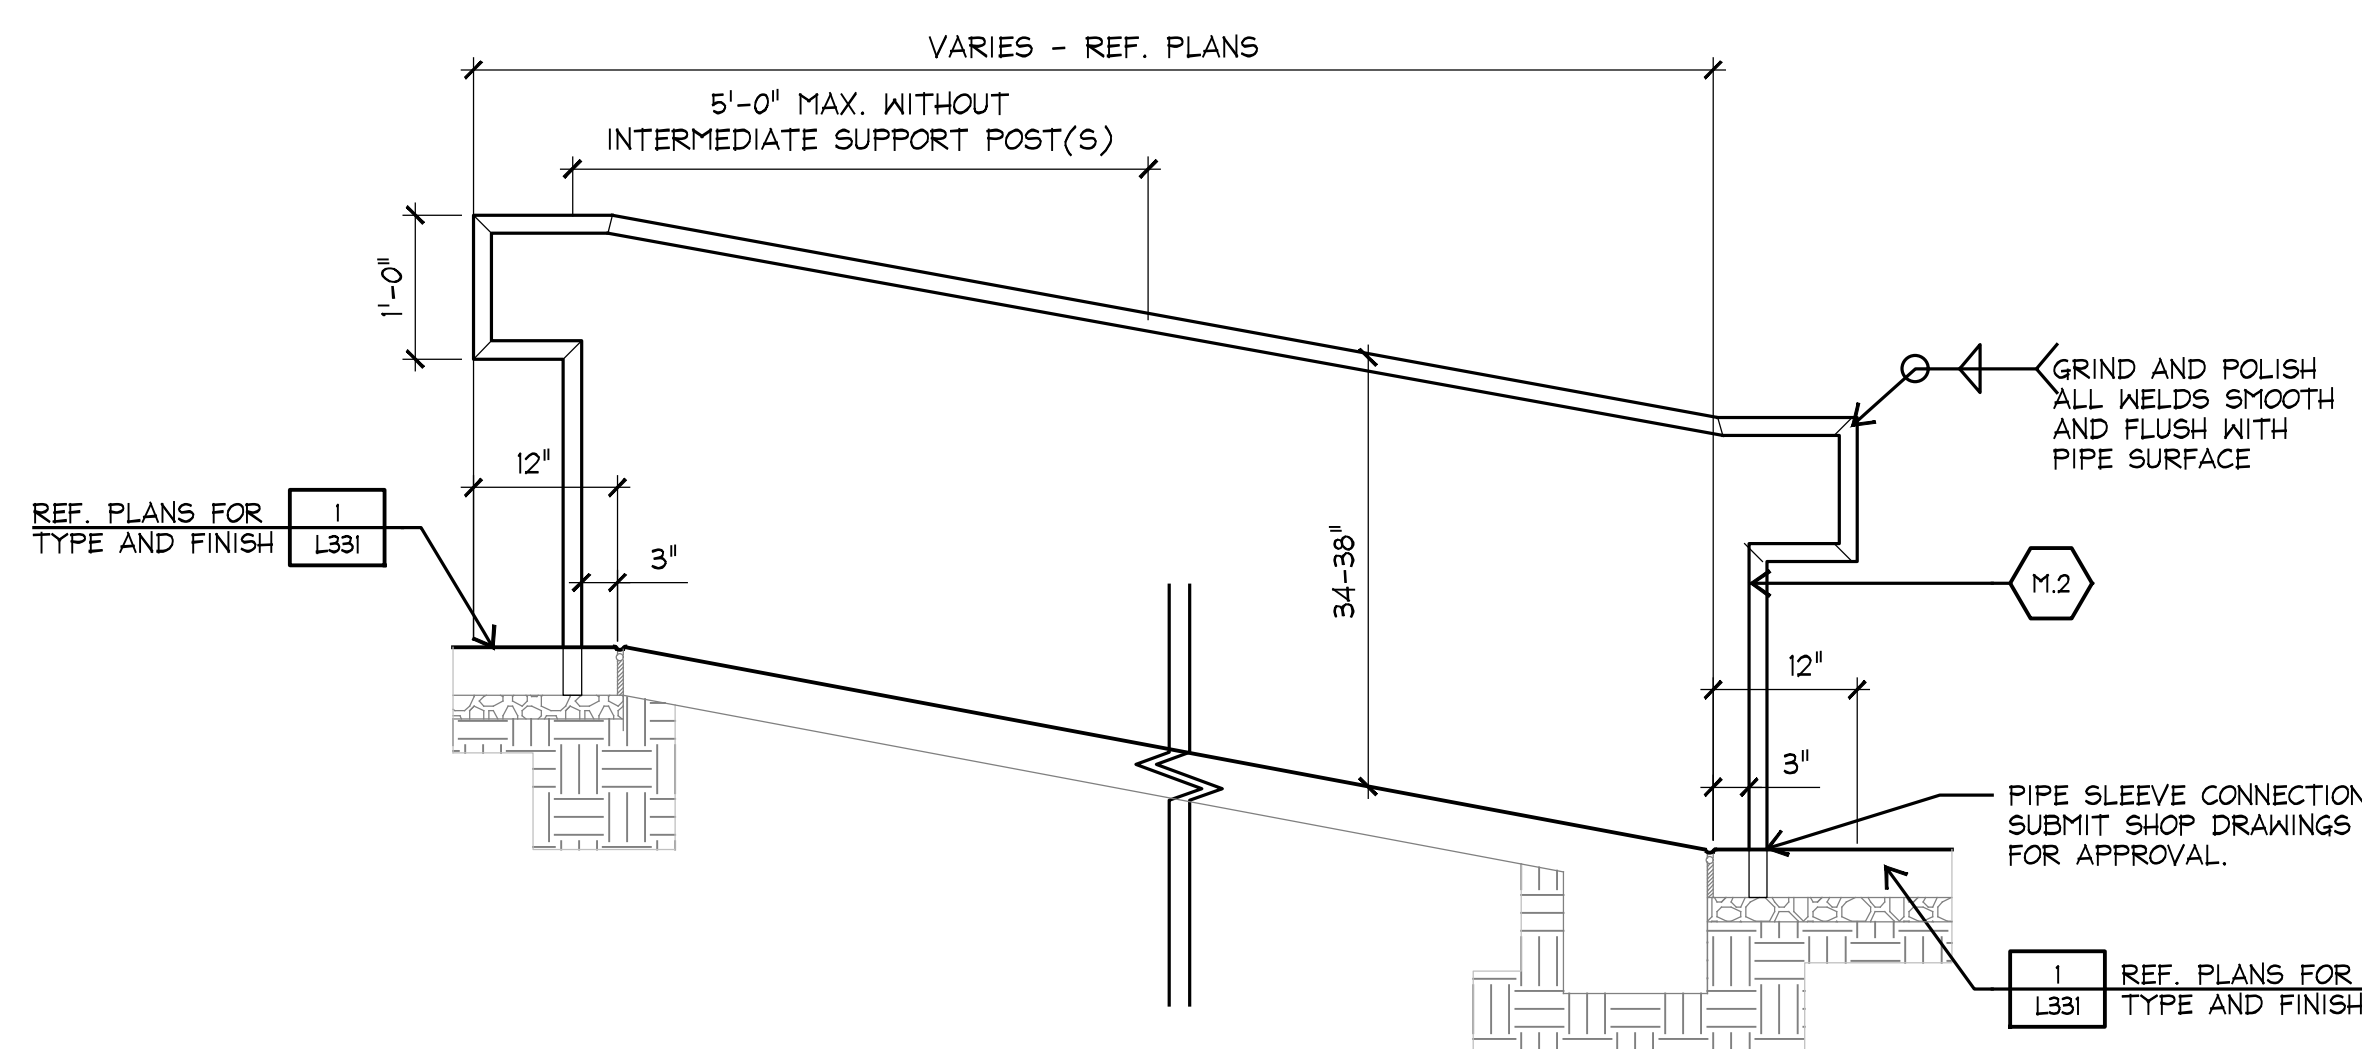 VARIES - REF. PLANS
5'-0" MAX. WITHOUT
INTERMEDIATE SUPPORT POST(S)
1'-0"
GRIND AND POLISH
ALL WELDS SMOOTH
AND FLUSH WITH
PIPE SURFACE
12"
REF. PLANS FOR
TYPE AND FINISH
1
L331
3"
34-38"
M.2
12"
3"
PIPE SLEEVE CONNECTION
SUBMIT SHOP DRAWINGS
FOR APPROVAL.
1
L331
REF. PLANS FOR
TYPE AND FINISH